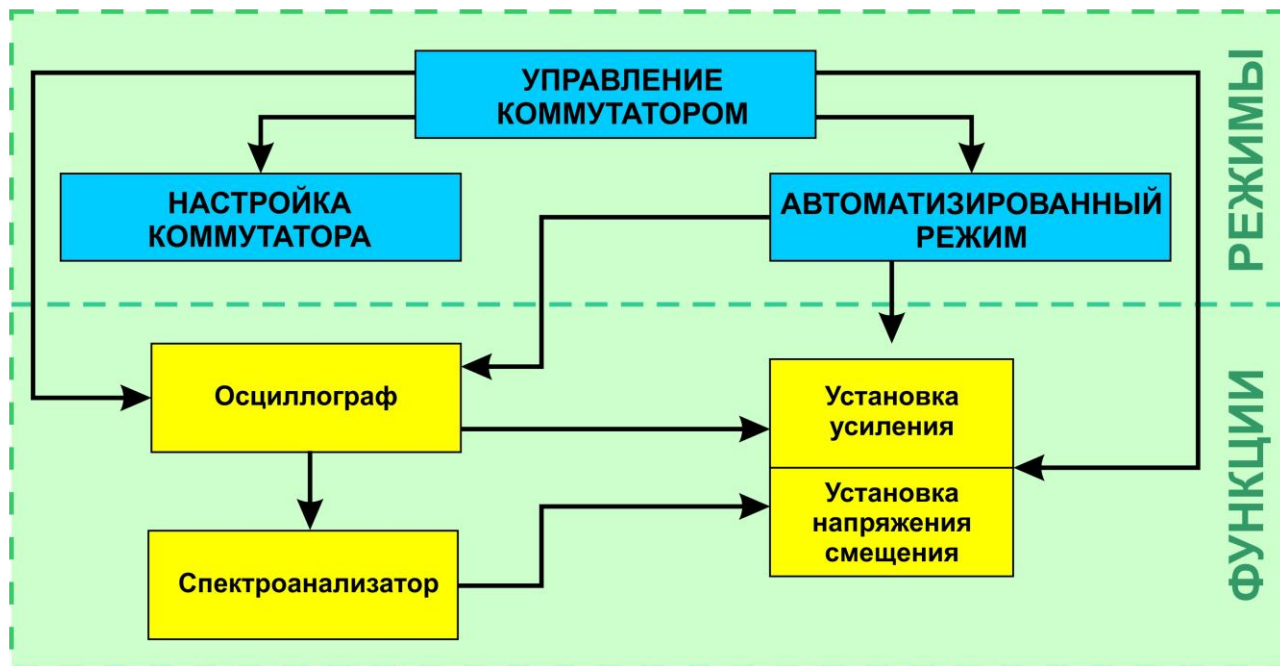 УПРАВЛЕНИЕ
КОММУТАТОРОМ
НАСТРОЙКА
КОММУТАТОРА
АВТОМАТИЗИРОВАННЫЙ
РЕЖИМ
РЕЖИМЫ
Осциллограф
Установка
усиления
Установка
напряжения
смещения
Спектроанализатор
ФУНКЦИИ